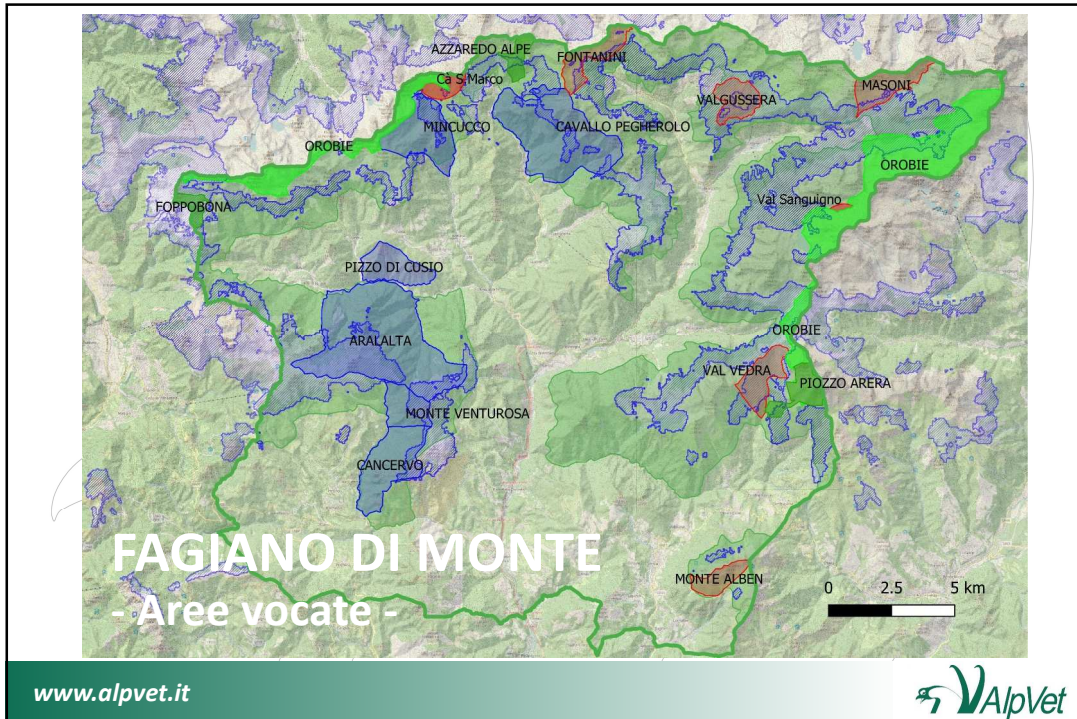 AZZAREDO ALPE
FONTANINI
Cà S.Marco
MASONI
VALGUSSERA
MINCUCCO
CAVALLO PEGHEROLO
OROBIE
OROBIE
Val Sanguigno
FOPPOBONA
PIZZO DI CUSIO
OROBIE
ARALALTA
VAL VEDRA
PIOZZO ARERA
MONTE VENTUROSA
CANCERVO
FAGIANO DI MONTE
- Aree vocate -
MONTE ALBEN
0 2.5 5 km
www.alpvet.it
AlpVet